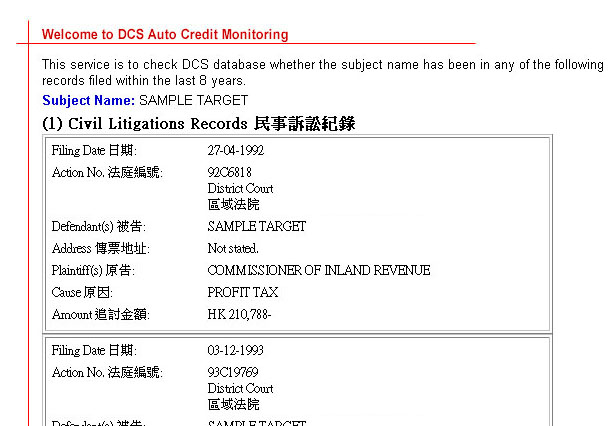 Welcome to DCS Auto Credit Monitoring
This service is to check DCS database whether the subject name has been in any of the following
records filed within the last 8 years.
Subject Name: SAMPLE TARGET
(1) Civil Litigations Records 民事訴訟紀錄
Filing Date 日期: 27-04-1992
Action No. 法庭編號: 92C6818
District Court
區域法院
Defendant(s) 被告: SAMPLE TARGET
Address 傳票地址: Not stated.
Plaintiff(s) 原告: COMMISSIONER OF INLAND REVENUE
Cause 原因: PROFIT TAX
Amount 追討金額: HK 210,788-
Filing Date 日期: 03-12-1993
Action No. 法庭編號: 93C19769
District Court
區域法院
Defendant(s) 被告: SAMPLE TARGET